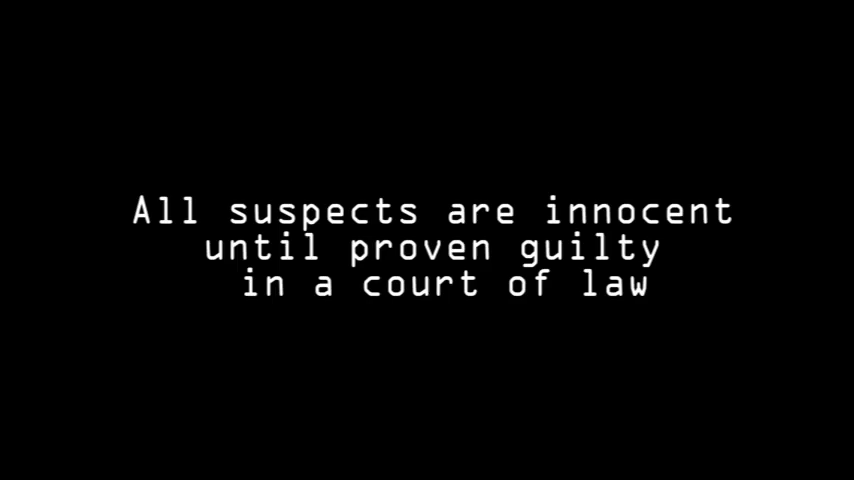 All suspects are innocent
until proven guilty
in a court of law